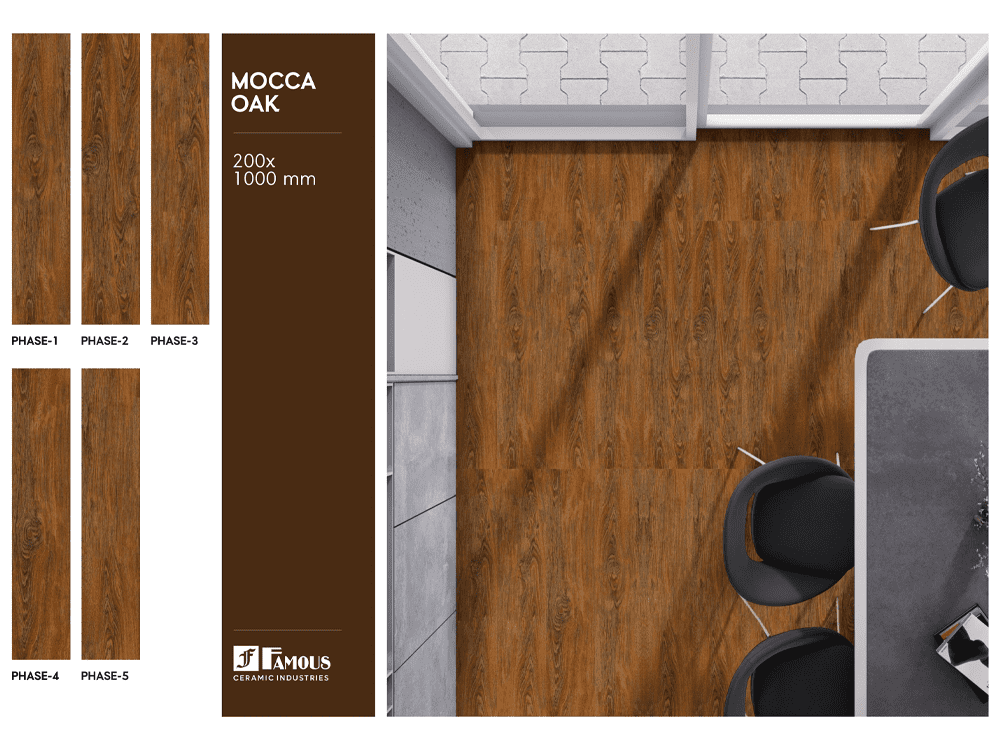 MOCCA
OAK
200x
1000 mm
PHASE-1
PHASE-2
PHASE-3
PHASE-4
PHASE-5
F FAMOUS
CERAMIC INDUSTRIES